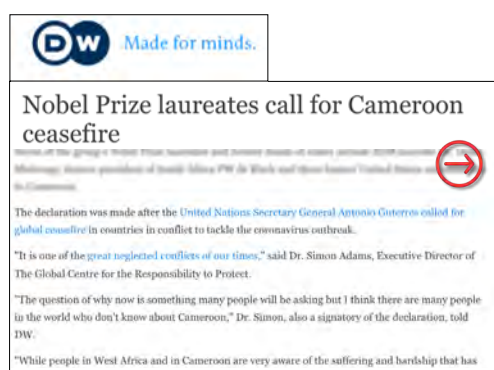 DW Made for minds.
Nobel Prize laureates call for Cameroon
ceasefire
The declaration was made after the United Nations Secretary General Antonio Guterres called for
global ceasefire in countries in conflict to tackle the coronavirus outbreak.
"It is one of the great neglected conflicts of our times," said Dr. Simon Adams, Executive Director of
The Global Centre for the Responsibility to Protect.
"The question of why now is something many people will be asking but I think there are many people
in the world who don't know about Cameroon," Dr. Simon, also a signatory of the declaration, told
DW.
"While people in West Africa and in Cameroon are very aware of the suffering and hardship that has